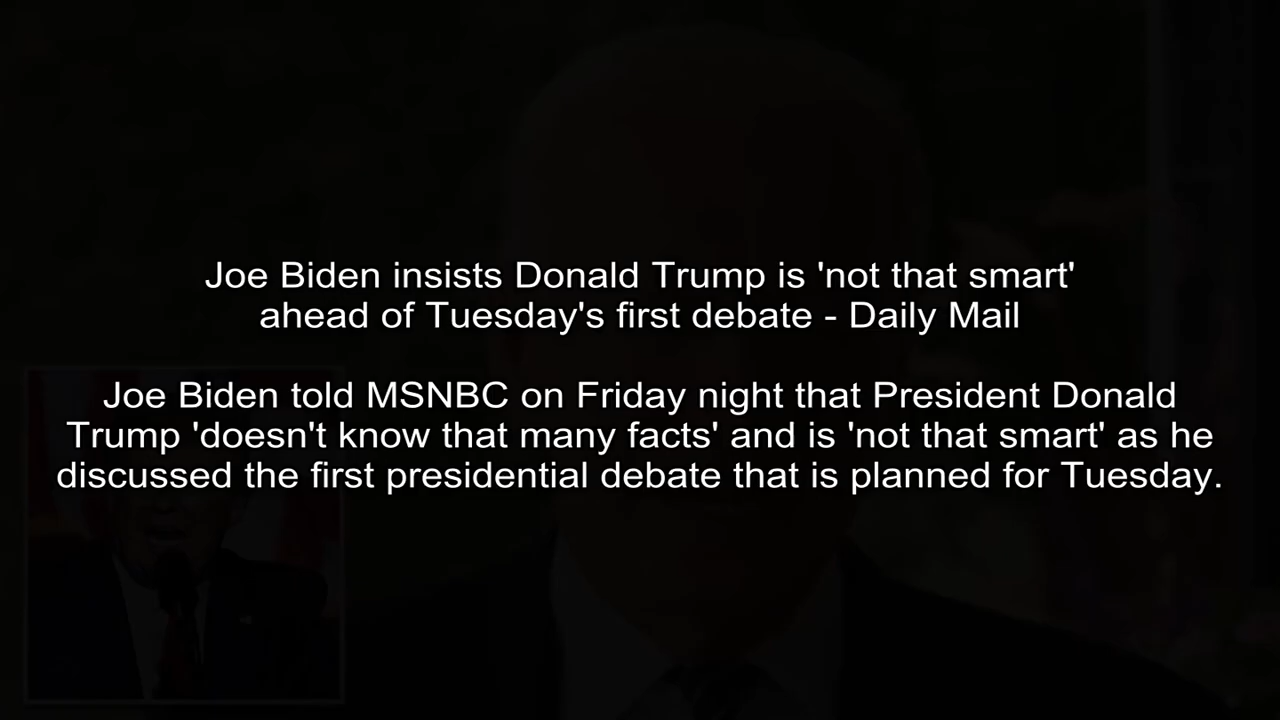 Joe Biden insists Donald Trump is 'not that smart'
ahead of Tuesday's first debate - Daily Mail
Joe Biden told MSNBC on Friday night that President Donald
Trump 'doesn't know that many facts' and is 'not that smart' as he
discussed the first presidential debate that is planned for Tuesday.